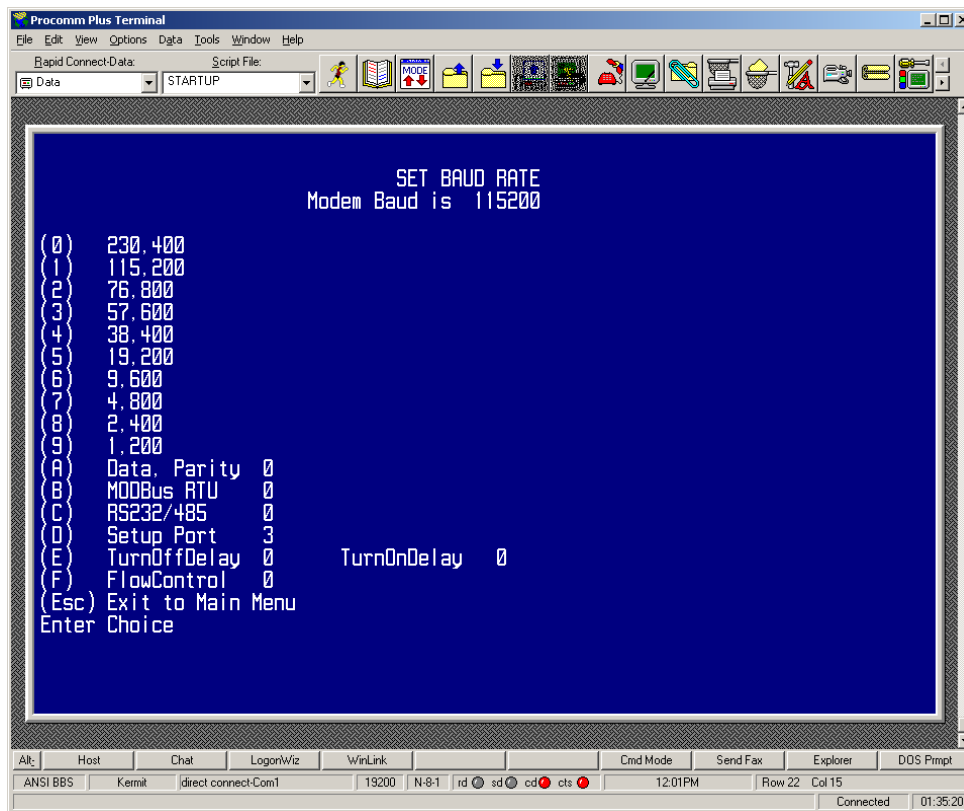 Procomm Plus Terminal
File Edit View Options Data Tools Window Help
Rapid Connect-Data: Script File:
Data STARTUP
MODE
SET BAUD RATE
Modem Baud is 115200
(0) 230,400
(1) 115,200
(2) 76,800
(3) 57,600
(4) 38,400
(5) 19,200
(6) 9,600
(7) 4,800
(8) 2,400
(9) 1,200
(A) Data, Parity 0
(B) MODBus RTU 0
(C) RS232/485 0
(D) Setup Port 3
(E) TurnOffDelay 0 TurnOnDelay 0
(F) FlowControl 0
(Esc) Exit to Main Menu
Enter Choice
Alt-: Host Chat LogonWiz WinLink Cmd Mode Send Fax Explorer DOS Prmpt
ANSI BBS Kermit direct connect-Com1 19200 N-8-1 rd sd cd cts 12:01PM Row 22 Col 15
Connected 01:35:20